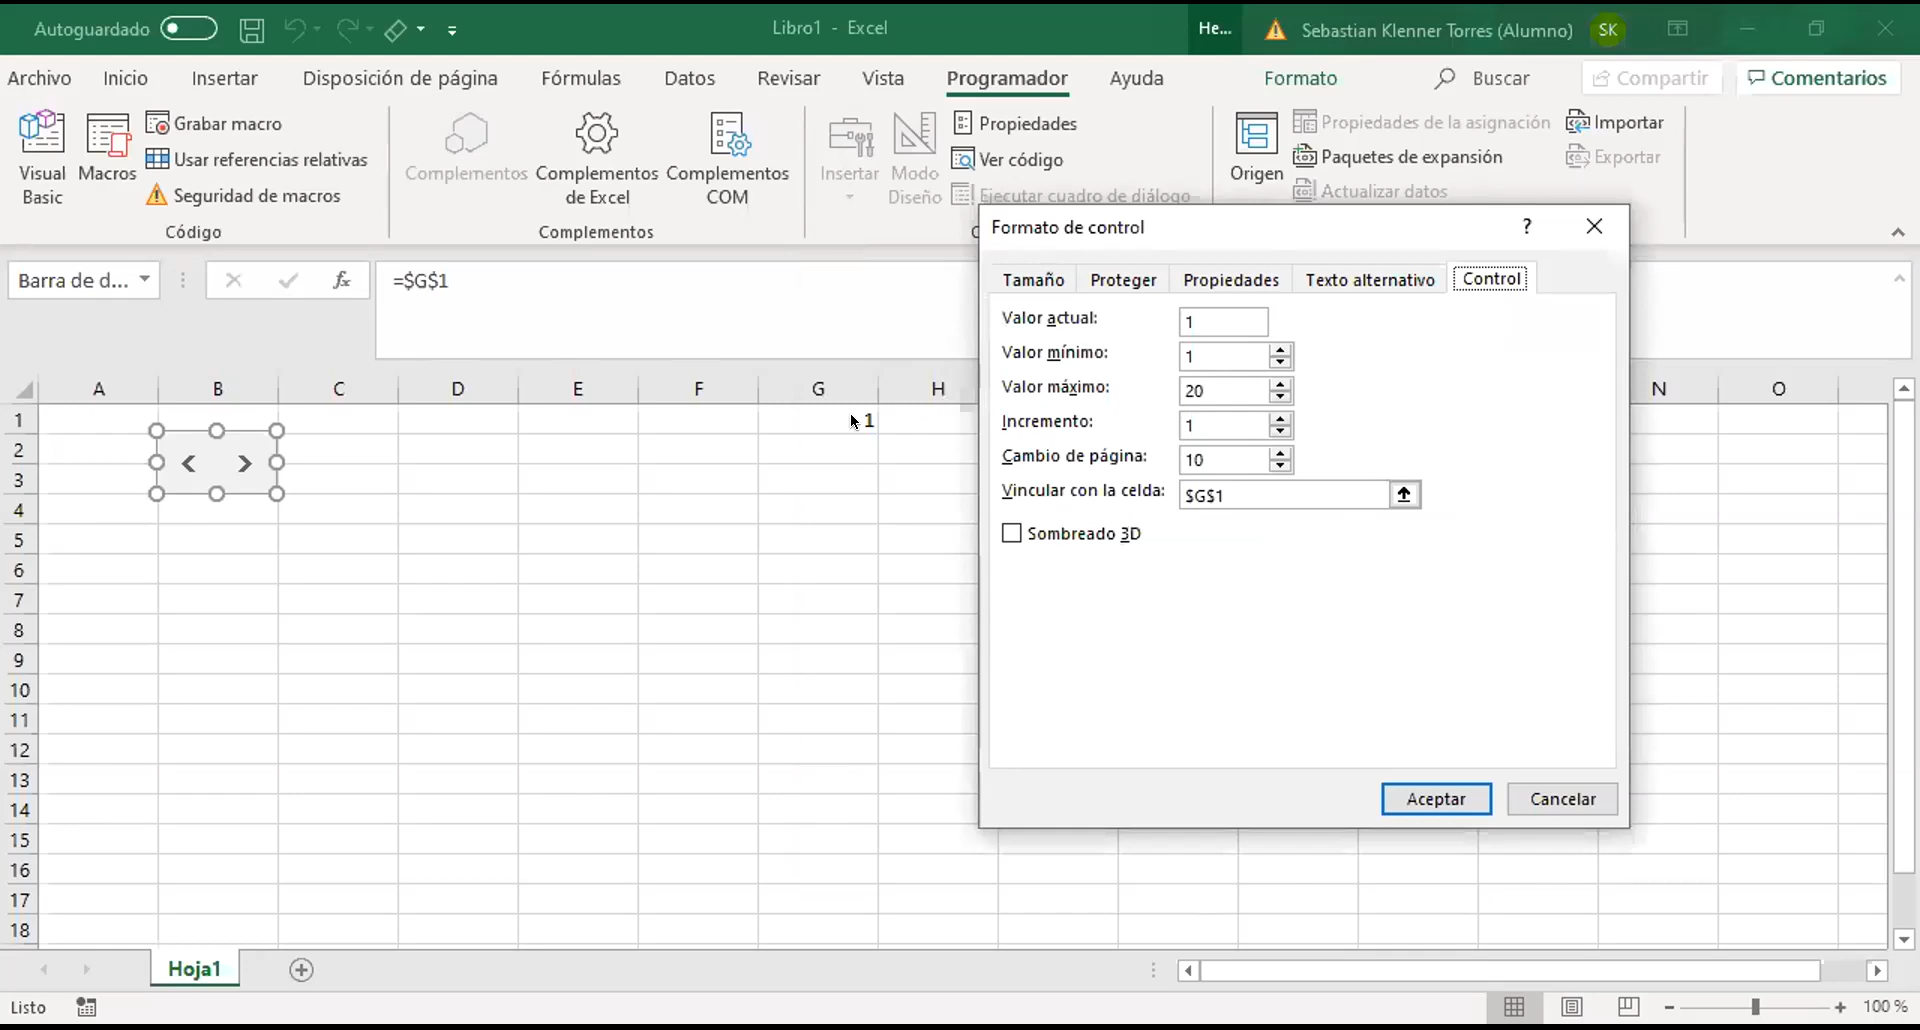 Autoguardado
Libro1 - Excel
He...
Sebastian Klenner Torres (Alumno)
SK
Archivo Inicio Insertar Disposición de página Fórmulas Datos Revisar Vista Programador Ayuda Formato Buscar Compartir Comentarios
Visual Basic
Macros
Grabar macro
Usar referencias relativas
Seguridad de macros
Código
Complementos
Complementos de Excel
Complementos COM
Complementos
Insertar
Modo Diseño
Propiedades
Ver código
Ejecutar cuadro de diálogo
Origen
Propiedades de la asignación
Paquetes de expansión
Actualizar datos
Importar
Exportar
Barra de d...
fx
=$G$1
A B C D E F G H N O
1 1
2
3
4
5
6
7
8
9
10
11
12
13
14
15
16
17
18
Formato de control
?
Tamaño Proteger Propiedades Texto alternativo Control
Valor actual: 1
Valor mínimo: 1
Valor máximo: 20
Incremento: 1
Cambio de página: 10
Vincular con la celda: $G$1
Sombreado 3D
Aceptar Cancelar
Hoja1
Listo
100 %